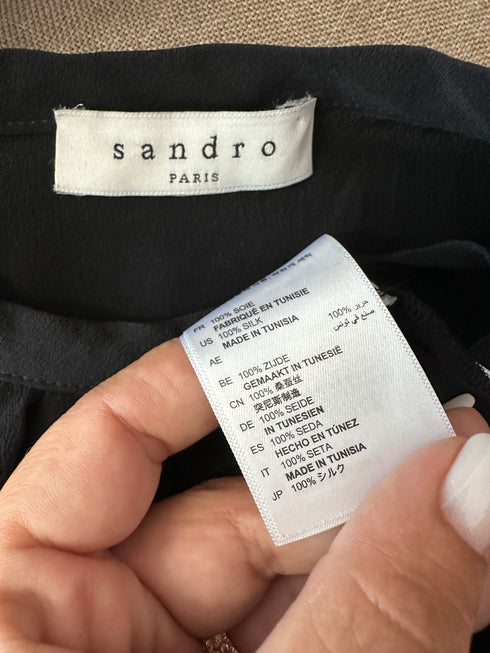 sandro
PARIS
FR 100% SOIE
FABRIQUÉ EN TUNISIE
US 100% SILK
MADE IN TUNISIA
AE 100% حرير
صنع في تونس
BE 100% ZIJDE
GEMAAKT IN TUNESIË
CN 100% 桑蚕丝
突尼斯制造
DE 100% SEIDE
IN TUNESIEN
ES 100% SEDA
HECHO EN TÚNEZ
IT 100% SETA
MADE IN TUNISIA
JP 100% シルク